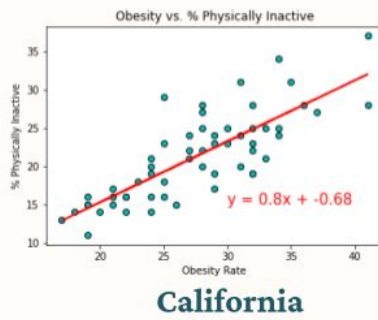 Obesity vs. % Physically Inactive
% Physically Inactive
35
30
25
20
15
10
y = 0.8x + -0.68
20 25 30 35 40
Obesity Rate
California